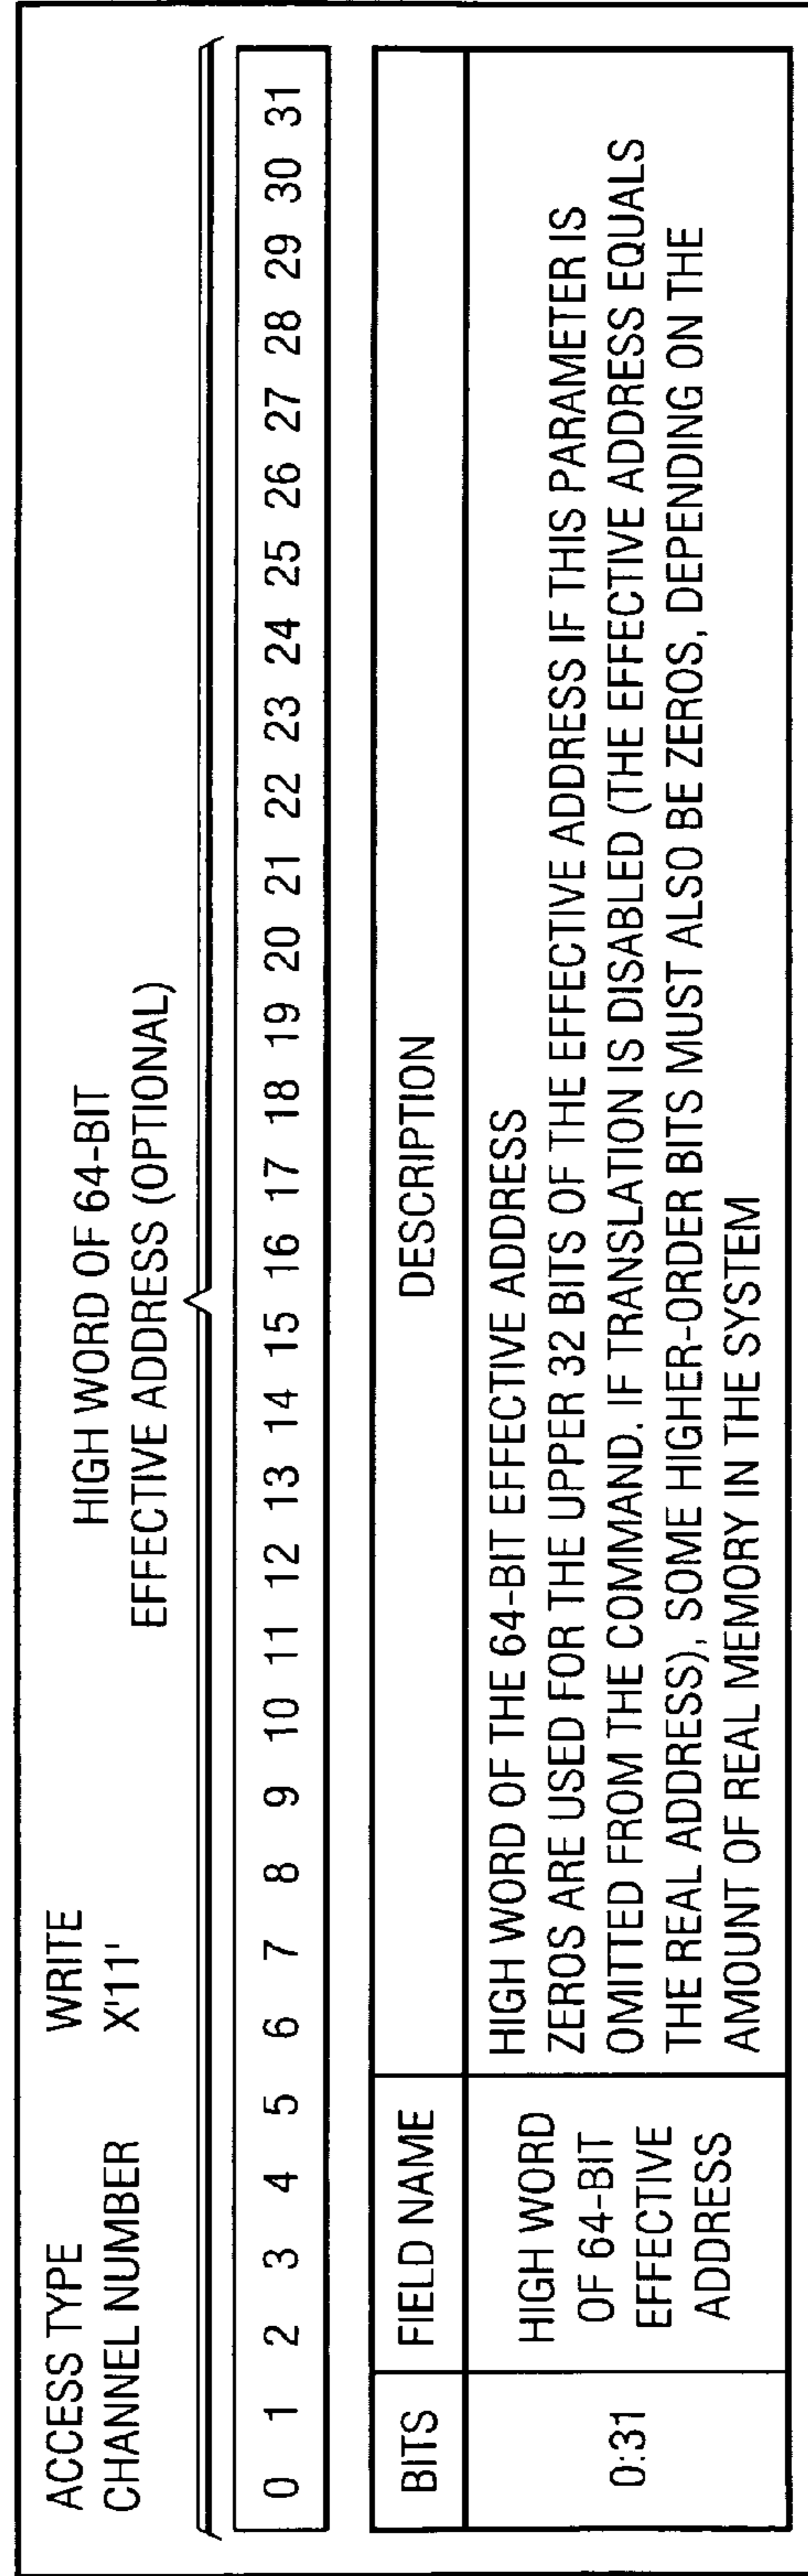 ACCESS TYPE WRITE
CHANNEL NUMBER X'11'
HIGH WORD OF 64-BIT
EFFECTIVE ADDRESS (OPTIONAL)
0 1 2 3 4 5 6 7 8 9 10 11 12 13 14 15 16 17 18 19 20 21 22 23 24 25 26 27 28 29 30 31
BITS FIELD NAME DESCRIPTION
0:31
HIGH WORD
OF 64-BIT
EFFECTIVE
ADDRESS
HIGH WORD OF THE 64-BIT EFFECTIVE ADDRESS
ZEROS ARE USED FOR THE UPPER 32 BITS OF THE EFFECTIVE ADDRESS IF THIS PARAMETER IS
OMITTED FROM THE COMMAND. IF TRANSLATION IS DISABLED (THE EFFECTIVE ADDRESS EQUALS
THE REAL ADDRESS), SOME HIGHER-ORDER BITS MUST ALSO BE ZEROS, DEPENDING ON THE
AMOUNT OF REAL MEMORY IN THE SYSTEM